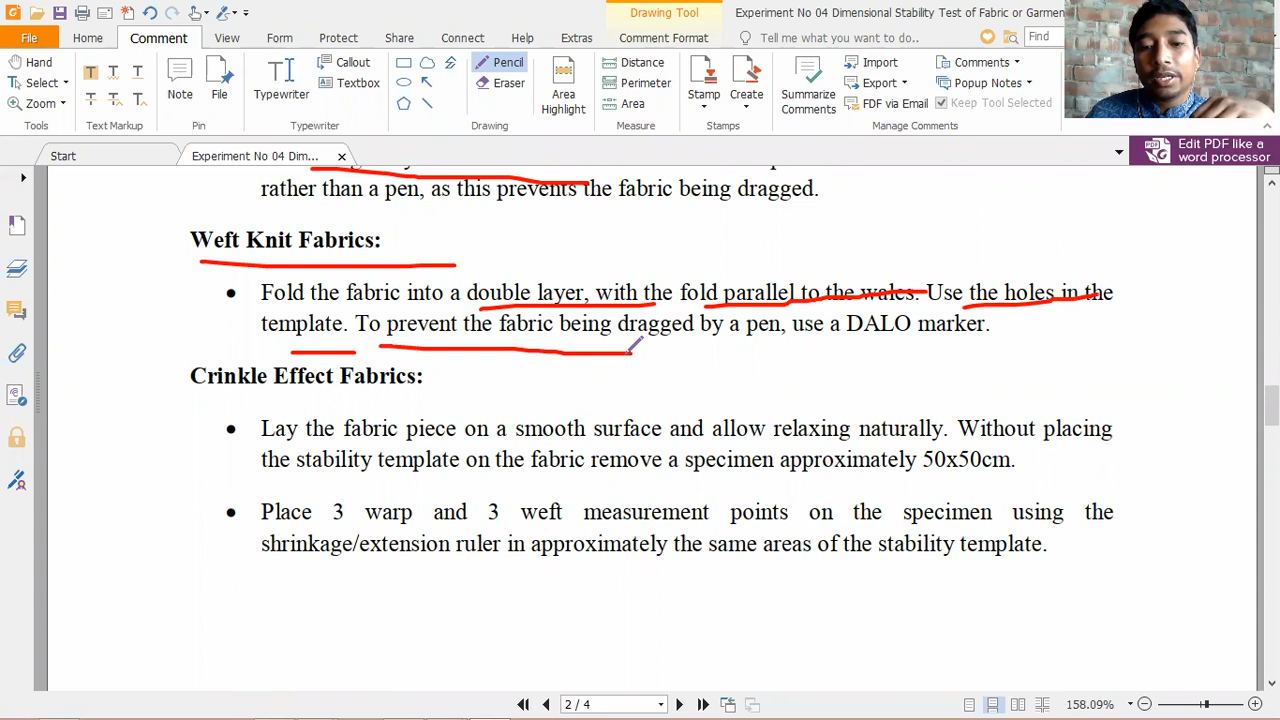 Drawing Tool
Experiment No 04 Dimensional Stability Test of Fabric or Garmen
File
Home
Comment
View
Form
Protect
Share
Connect
Help
Extras
Comment Format
Tell me what you want to do...
Find
Hand
Select
Zoom
Tools
Text Markup
Note
File
Pin
Typewriter
Callout
Textbox
Typewriter
Pencil
Eraser
Drawing
Area Highlight
Distance
Perimeter
Area
Measure
Stamp
Create
Stamps
Summarize Comments
Import
Export
FDF via Email
Comments
Popup Notes
Keep Tool Selected
Manage Comments
Start
Experiment No 04 Dim...
Edit PDF like a
word processor
rather than a pen, as this prevents the fabric being dragged.
Weft Knit Fabrics:
• Fold the fabric into a double layer, with the fold parallel to the wales. Use the holes in the
template. To prevent the fabric being dragged by a pen, use a DALO marker.
Crinkle Effect Fabrics:
• Lay the fabric piece on a smooth surface and allow relaxing naturally. Without placing
the stability template on the fabric remove a specimen approximately 50x50cm.
• Place 3 warp and 3 weft measurement points on the specimen using the
shrinkage/extension ruler in approximately the same areas of the stability template.
2 / 4
158.09%